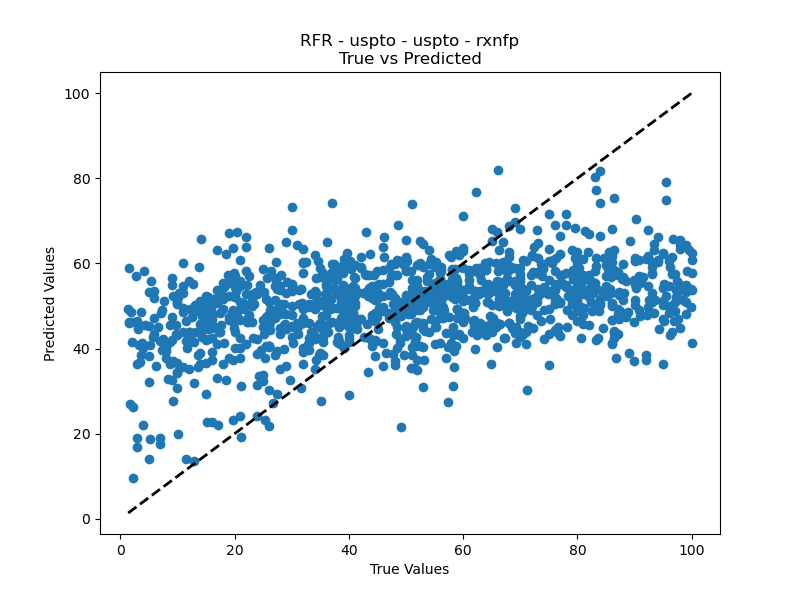 RFR - uspto - uspto - rxnfp
True vs Predicted
100
80
60
40
20
0
Predicted Values
0 20 40 60 80 100
True Values